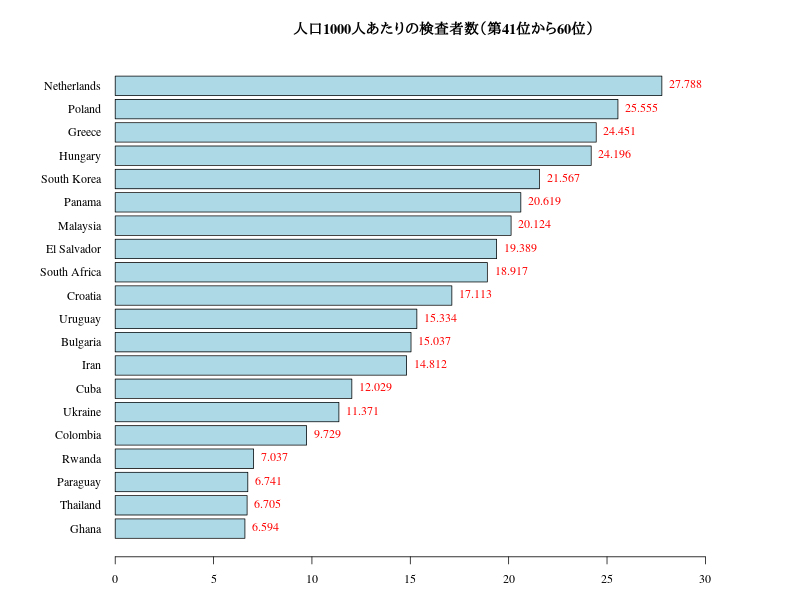 人口1000人あたりの検査者数（第41位から60位）
Netherlands 27.788
Poland 25.555
Greece 24.451
Hungary 24.196
South Korea 21.567
Panama 20.619
Malaysia 20.124
El Salvador 19.389
South Africa 18.917
Croatia 17.113
Uruguay 15.334
Bulgaria 15.037
Iran 14.812
Cuba 12.029
Ukraine 11.371
Colombia 9.729
Rwanda 7.037
Paraguay 6.741
Thailand 6.705
Ghana 6.594
0 5 10 15 20 25 30